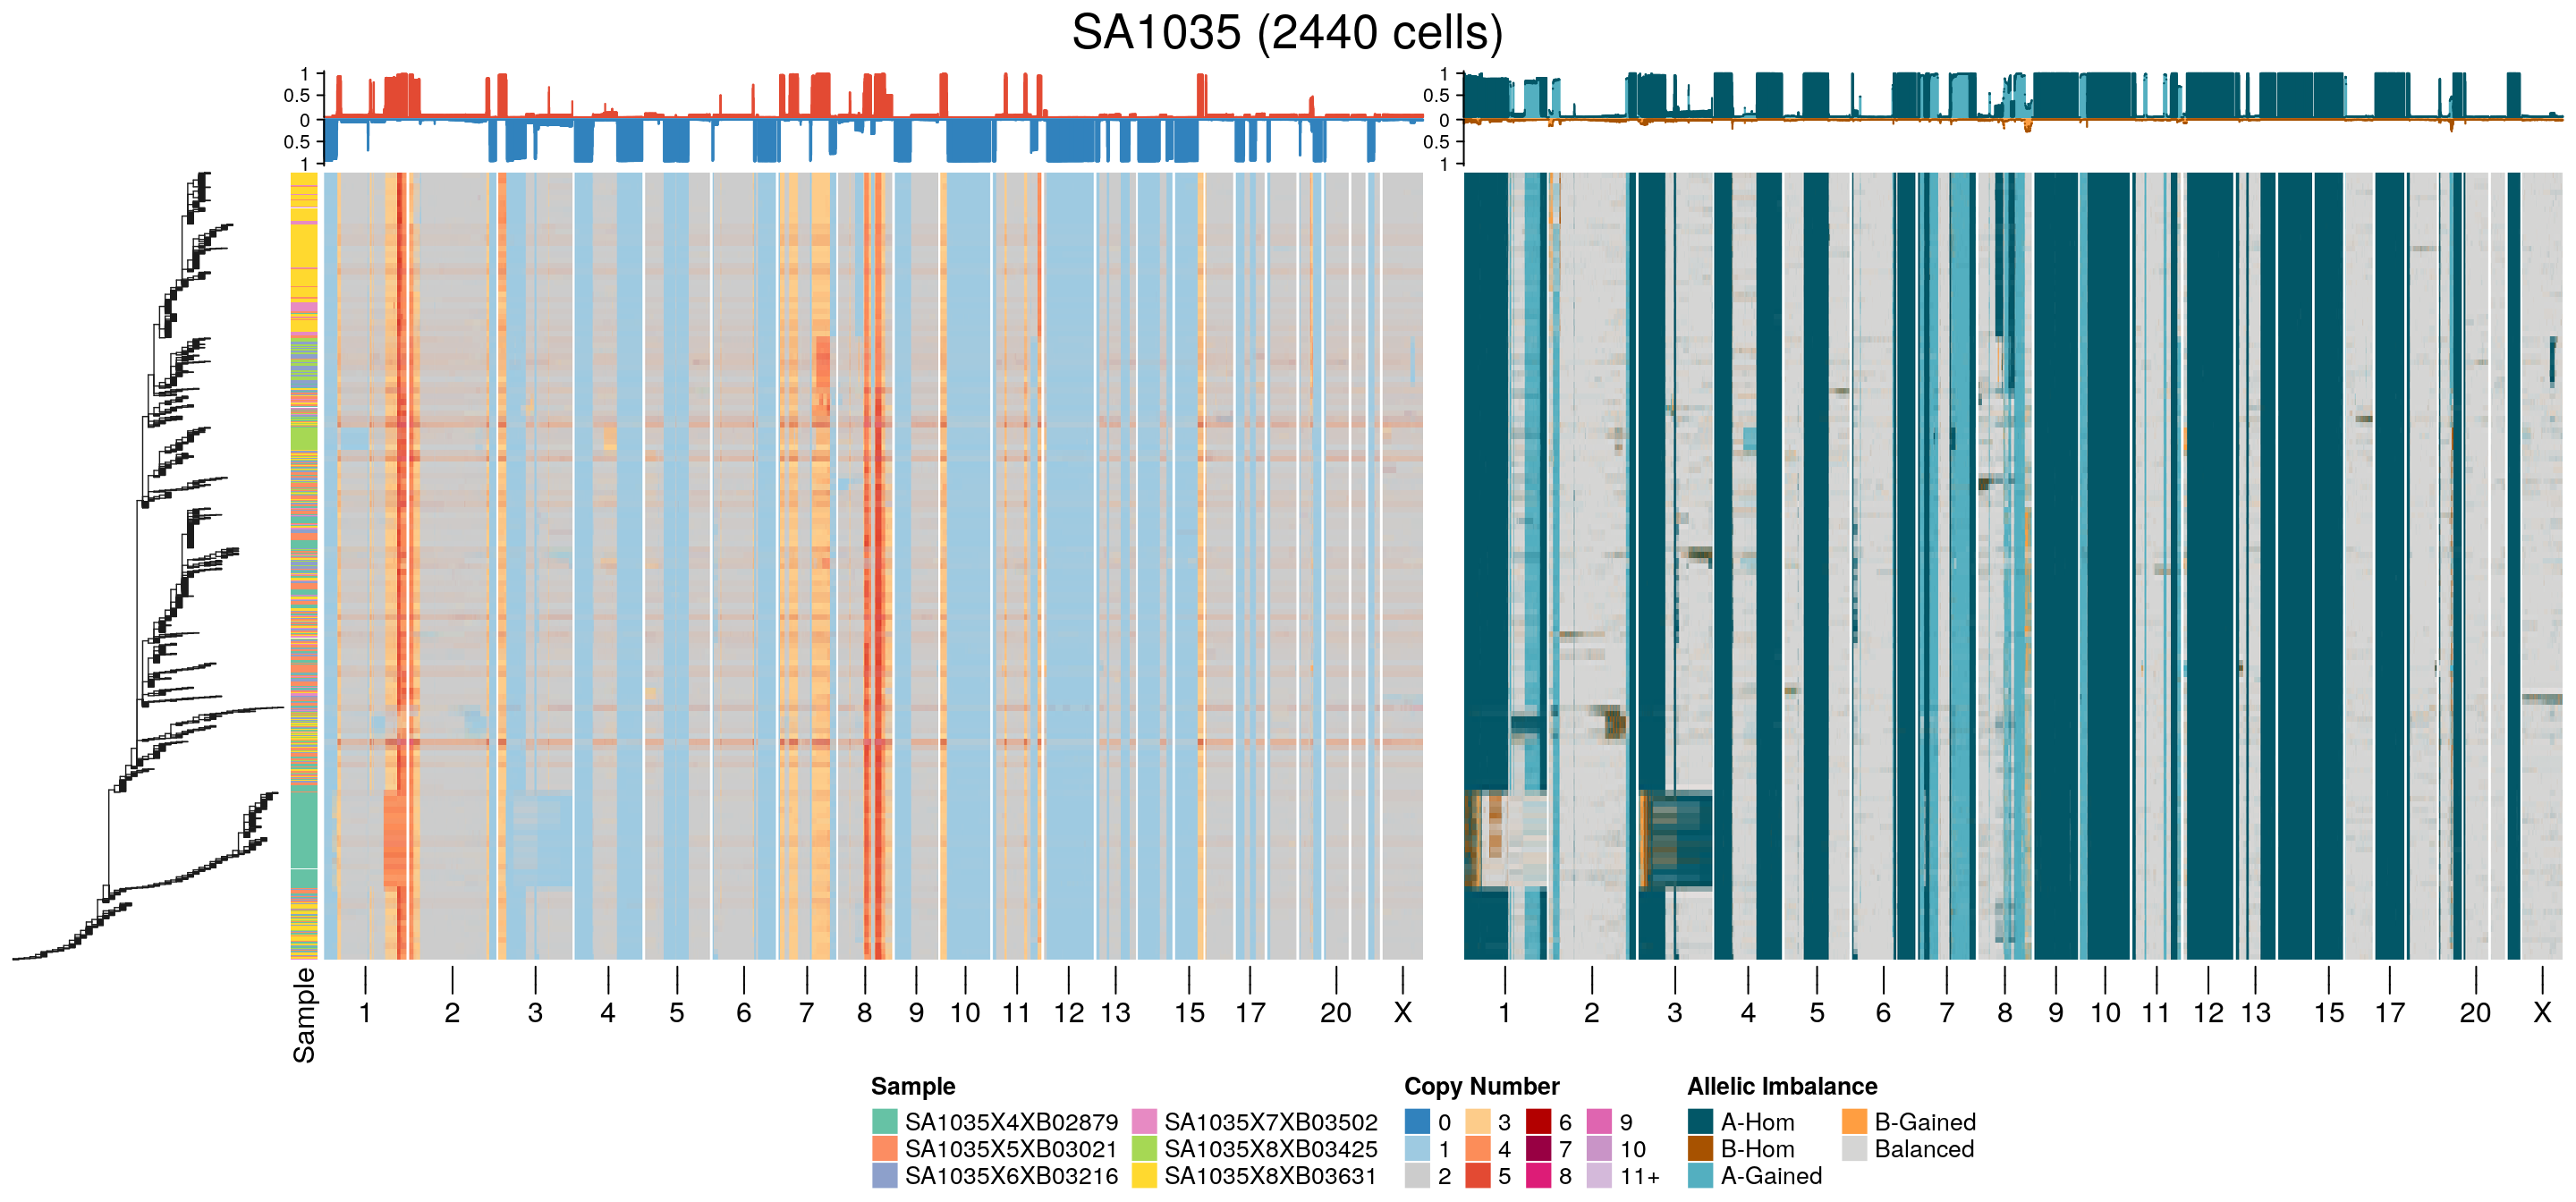 SA1035 (2440 cells)
1
0.5
0
0.5
1
1
0.5
0
0.5
1
Sample
1 2 3 4 5 6 7 8 9 10 11 12 13 15 17 20 X
1 2 3 4 5 6 7 8 9 10 11 12 13 15 17 20 X
Sample
SA1035X4XB02879
SA1035X5XB03021
SA1035X6XB03216
SA1035X7XB03502
SA1035X8XB03425
SA1035X8XB03631
Copy Number
0 3 6 9
1 4 7 10
2 5 8 11+
Allelic Imbalance
A-Hom
B-Hom
A-Gained
B-Gained
Balanced